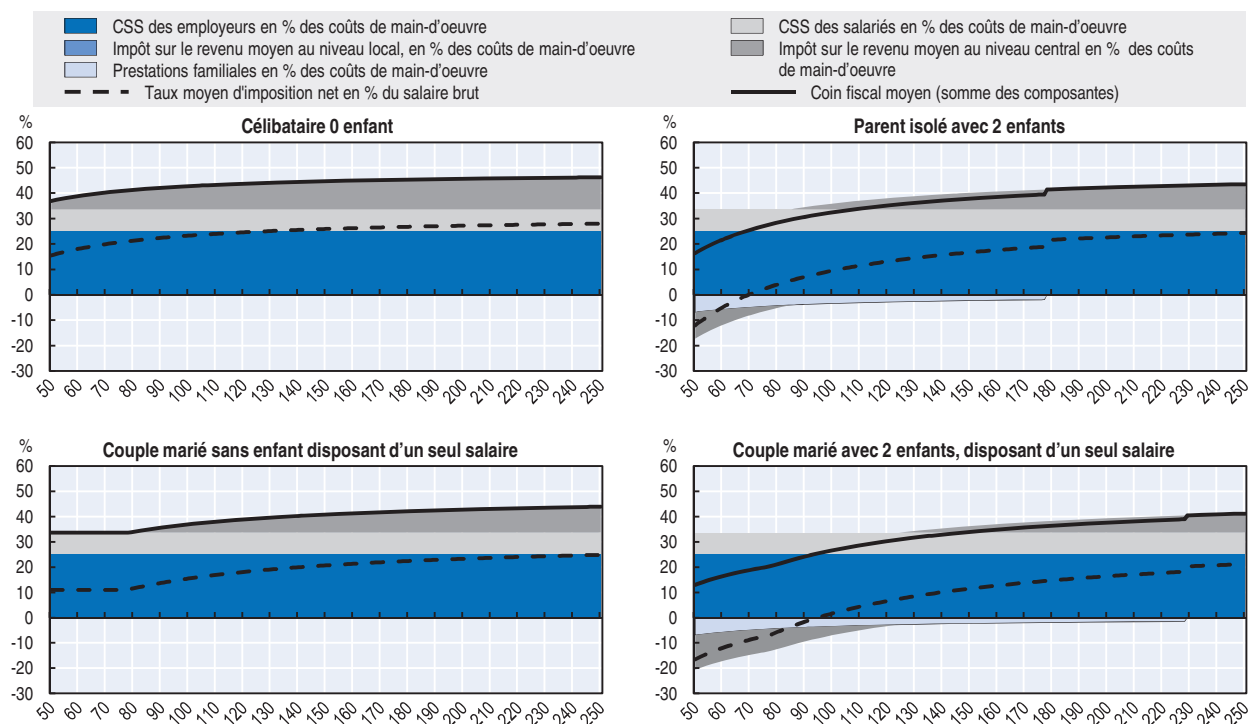 CSS des employeurs en % des coûts de main-d'oeuvre
Impôt sur le revenu moyen au niveau local, en % des coûts de main-d'oeuvre
Prestations familiales en % des coûts de main-d'oeuvre
Taux moyen d'imposition net en % du salaire brut
CSS des salariés en % des coûts de main-d'oeuvre
Impôt sur le revenu moyen au niveau central en % des coûts
de main-d'oeuvre
Coin fiscal moyen (somme des composantes)
Célibataire 0 enfant
%
60
50
40
30
20
10
0
-10
-20
-30
50 60 70 80 90 100 110 120 130 140 150 160 170 180 190 200 210 220 230 240 250
Parent isolé avec 2 enfants
%
60
50
40
30
20
10
0
-10
-20
-30
50 60 70 80 90 100 110 120 130 140 150 160 170 180 190 200 210 220 230 240 250
Couple marié sans enfant disposant d'un seul salaire
%
60
50
40
30
20
10
0
-10
-20
-30
50 60 70 80 90 100 110 120 130 140 150 160 170 180 190 200 210 220 230 240 250
Couple marié avec 2 enfants, disposant d'un seul salaire
%
60
50
40
30
20
10
0
-10
-20
-30
50 60 70 80 90 100 110 120 130 140 150 160 170 180 190 200 210 220 230 240 250